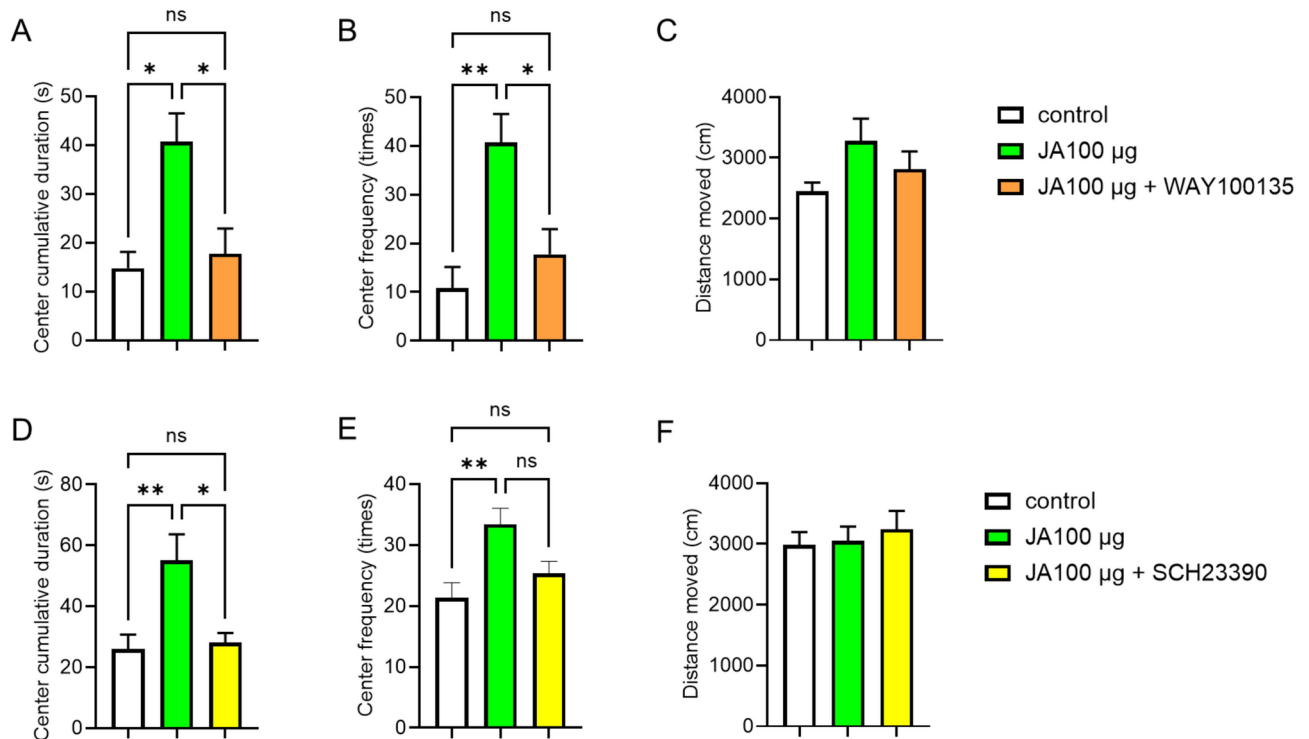 A
ns
* *
Center cumulative duration (s)
50
40
30
20
10
0
B
ns
** *
Center frequency (times)
50
40
30
20
10
0
C
Distance moved (cm)
4000
3000
2000
1000
0
control
JA100 µg
JA100 µg + WAY100135
D
ns
** *
Center cumulative duration (s)
80
60
40
20
0
E
ns
** ns
Center frequency (times)
40
30
20
10
0
F
Distance moved (cm)
4000
3000
2000
1000
0
control
JA100 µg
JA100 µg + SCH23390